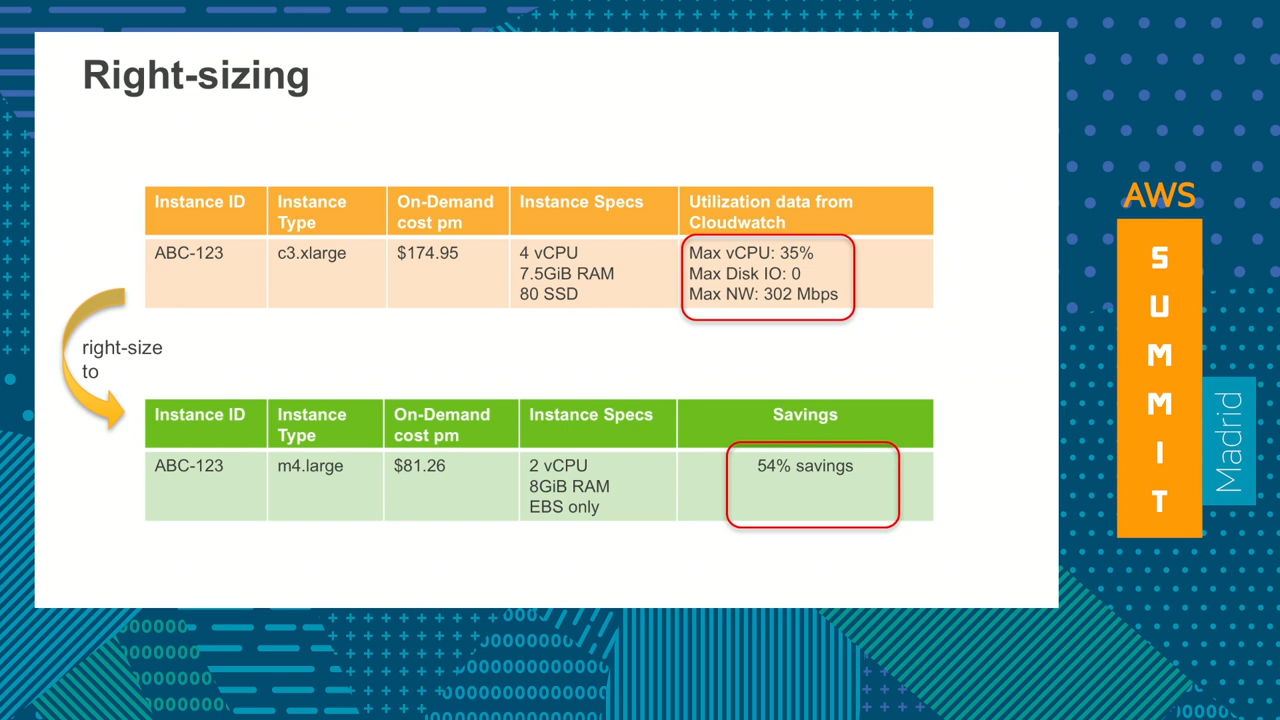 Right-sizing
Instance ID
Instance
Type
On-Demand
cost pm
Instance Specs
Utilization data from
Cloudwatch
ABC-123
c3.xlarge
$174.95
4 vCPU
7.5GiB RAM
80 SSD
Max vCPU: 35%
Max Disk IO: 0
Max NW: 302 Mbps
right-size
to
Instance ID
Instance
Type
On-Demand
cost pm
Instance Specs
Savings
ABC-123
m4.large
$81.26
2 vCPU
8GiB RAM
EBS only
54% savings
AWS
SUMMIT
Madrid